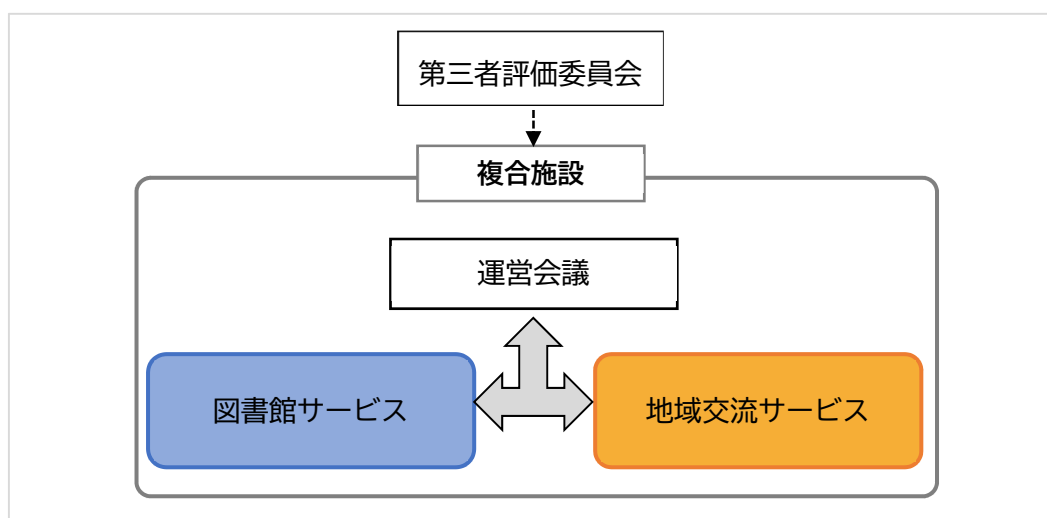 第三者評価委員会
複合施設
運営会議
図書館サービス
地域交流サービス